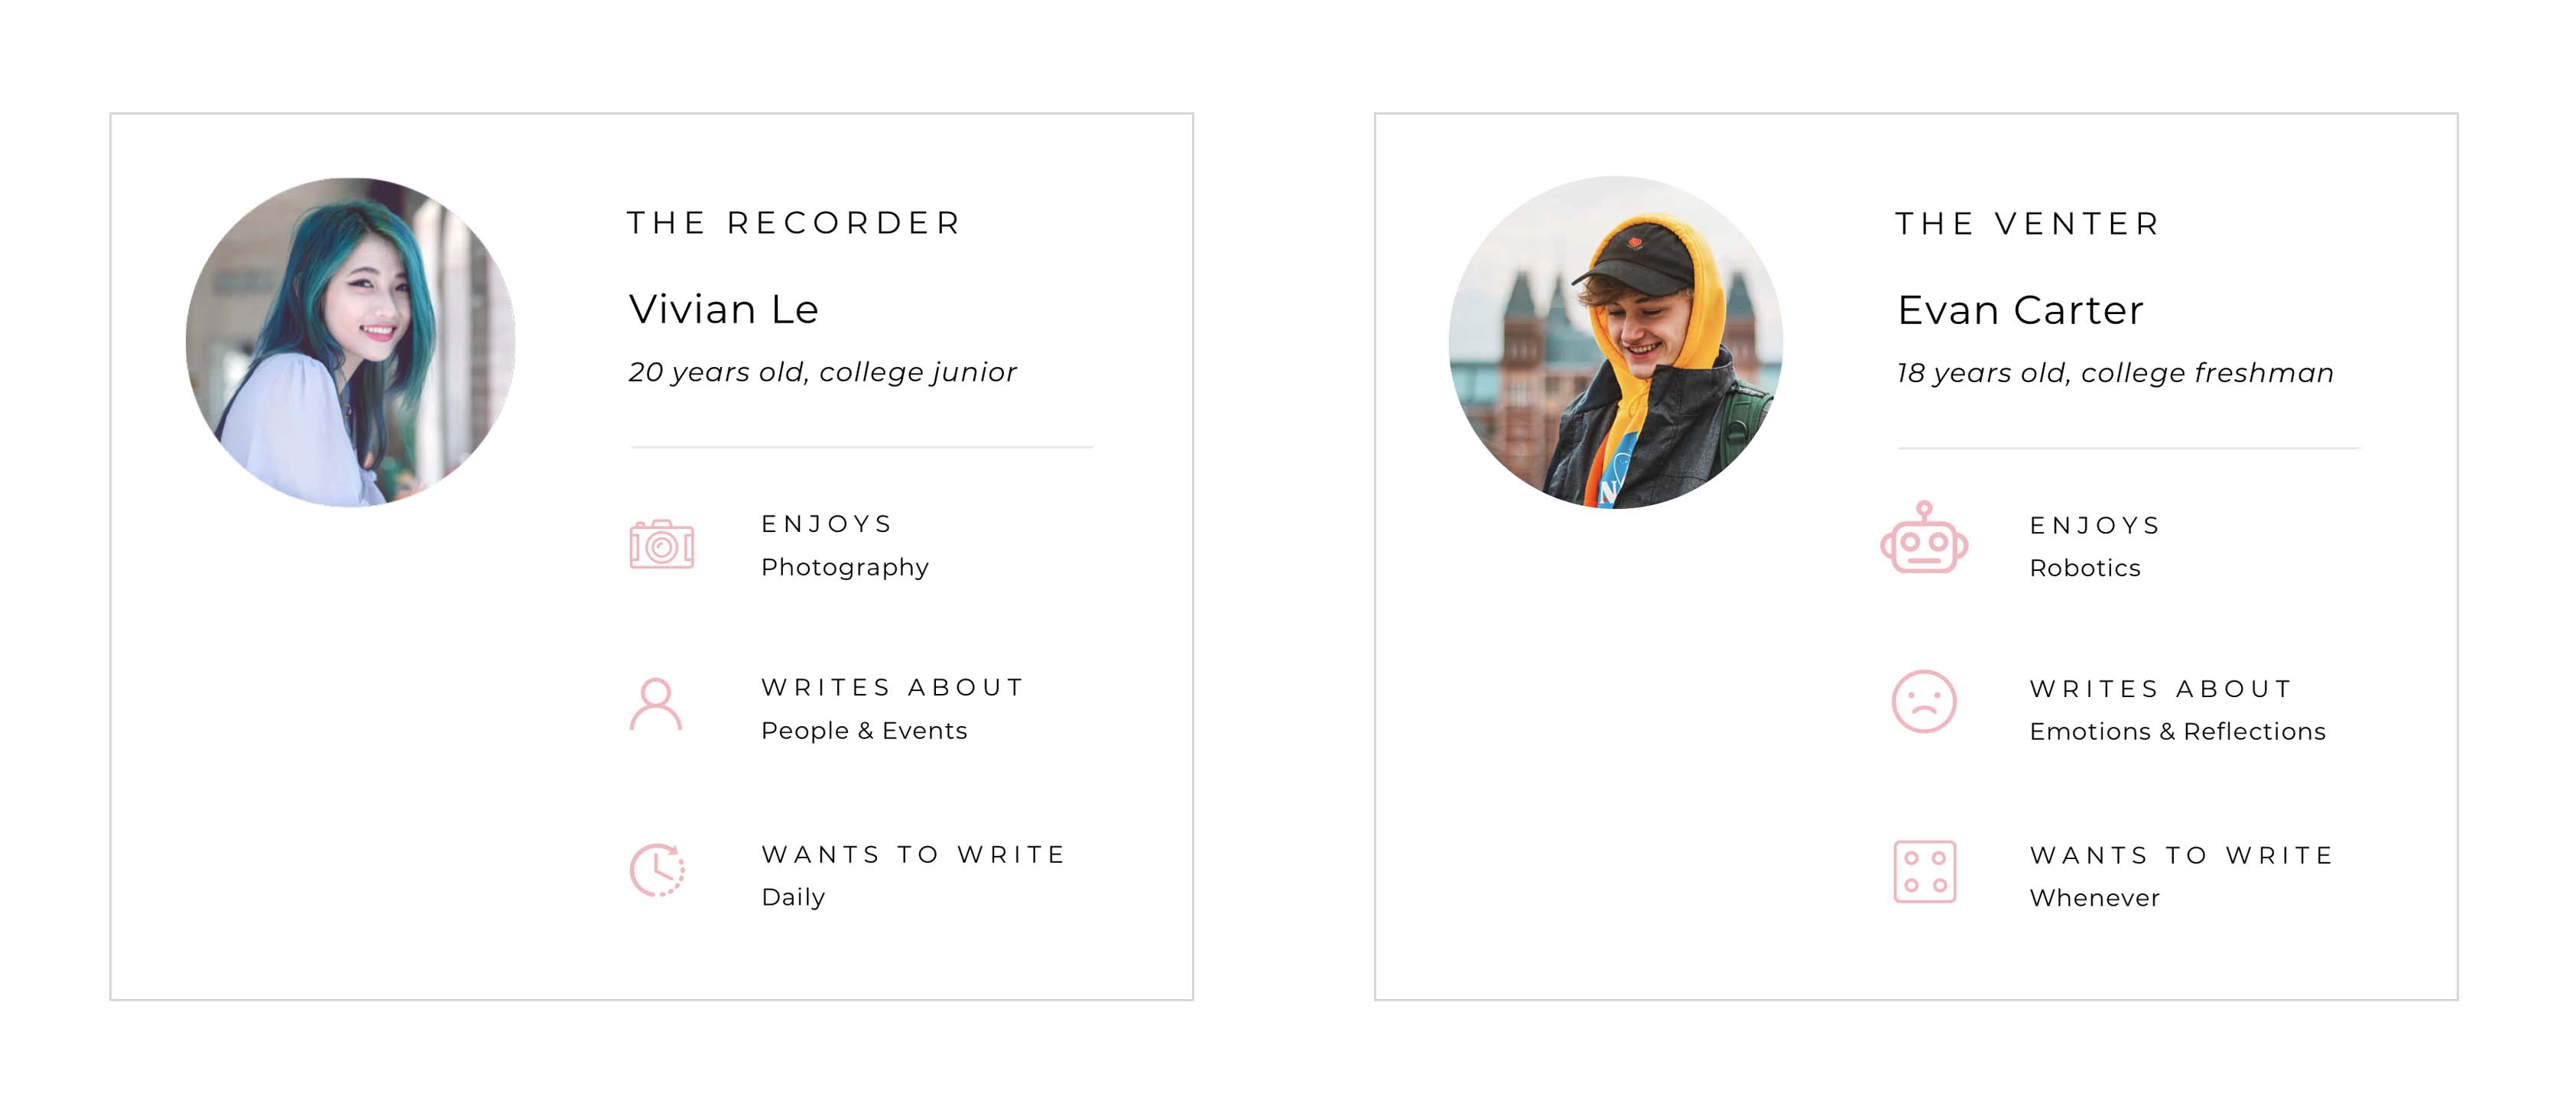 THE RECORDER
Vivian Le
20 years old, college junior
ENJOYS
Photography
WRITES ABOUT
People & Events
WANTS TO WRITE
Daily
THE VENTER
Evan Carter
18 years old, college freshman
ENJOYS
Robotics
WRITES ABOUT
Emotions & Reflections
WANTS TO WRITE
Whenever